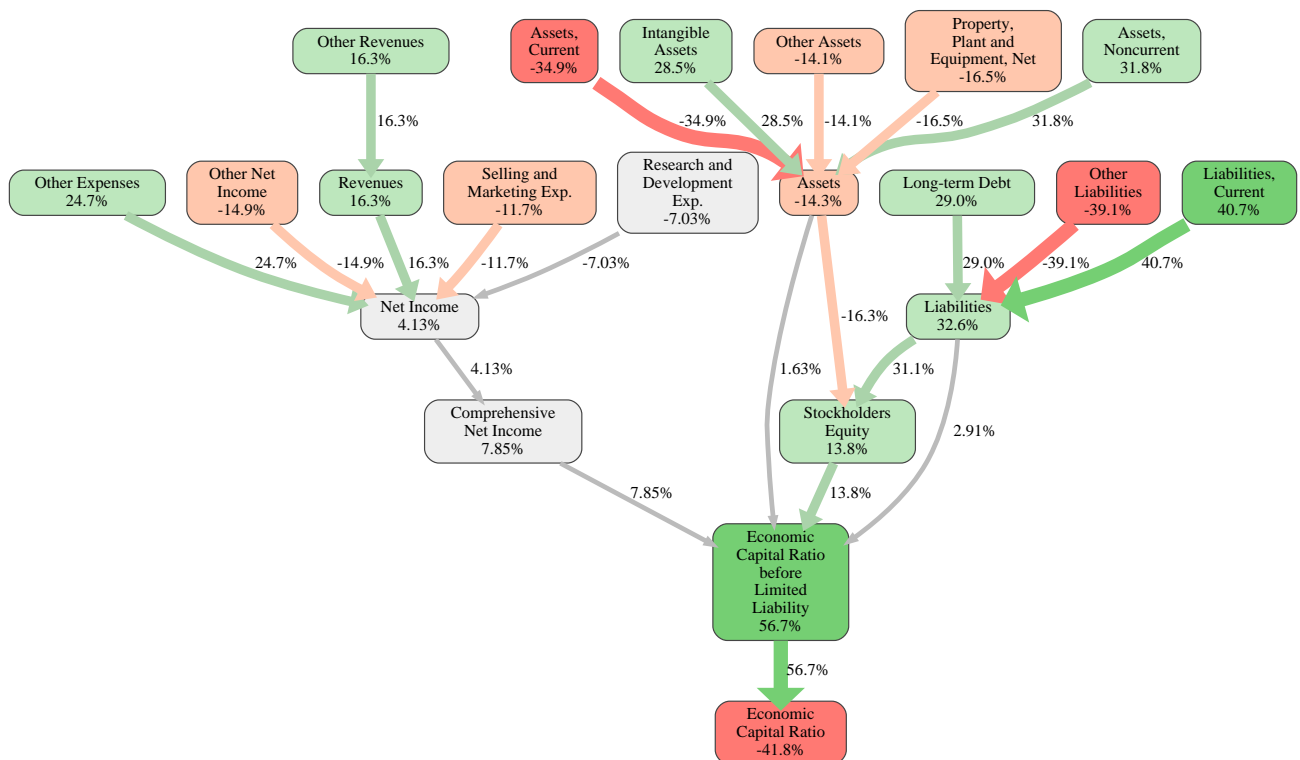 Other Revenues
16.3%
Assets,
Current
-34.9%
Intangible
Assets
28.5%
Other Assets
-14.1%
Property,
Plant and
Equipment, Net
-16.5%
Assets,
Noncurrent
31.8%
16.3%
-34.9%
28.5%
-14.1%
-16.5%
31.8%
Other Expenses
24.7%
Other Net
Income
-14.9%
Revenues
16.3%
Selling and
Marketing Exp.
-11.7%
Research and
Development
Exp.
-7.03%
Assets
-14.3%
Long-term Debt
29.0%
Other
Liabilities
-39.1%
Liabilities,
Current
40.7%
24.7%
-14.9%
16.3%
-11.7%
-7.03%
29.0%
-39.1%
40.7%
Net Income
4.13%
Liabilities
32.6%
-16.3%
4.13%
1.63%
31.1%
Comprehensive
Net Income
7.85%
Stockholders
Equity
13.8%
2.91%
7.85%
13.8%
Economic
Capital Ratio
before
Limited
Liability
56.7%
56.7%
Economic
Capital Ratio
-41.8%